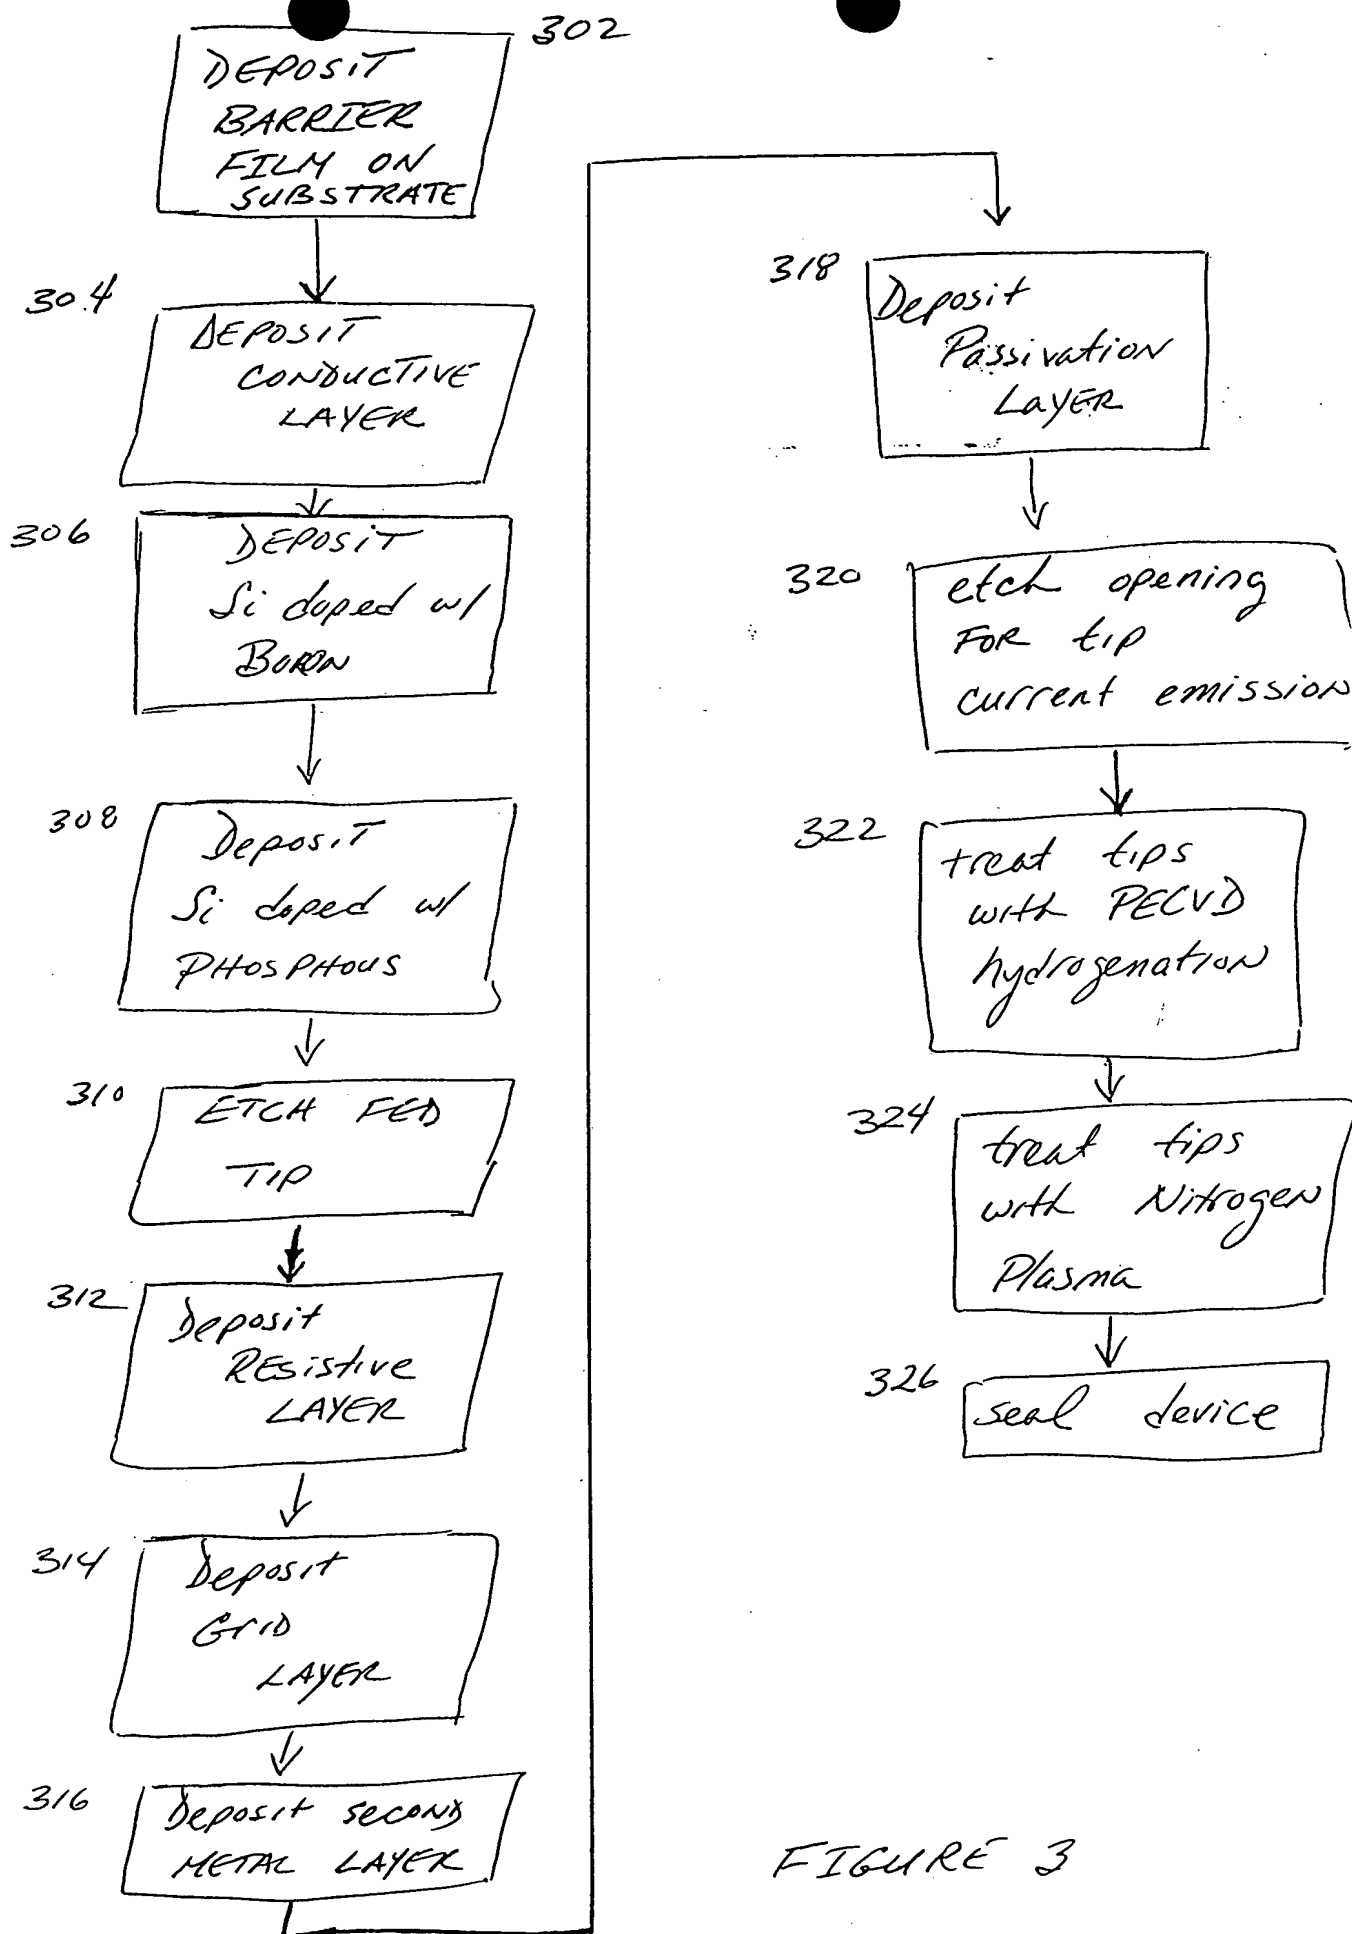 302
DEPOSIT
BARRIER
FILM ON
SUBSTRATE
304
DEPOSIT
CONDUCTIVE
LAYER
306
DEPOSIT
Si doped w/
BORON
308
Deposit
Si doped w/
PHOSPHOUS
310
ETCH FED
TIP
312
Deposit
REsistive
LAYER
314
Deposit
GriD
LAYER
316
Deposit second
METAL LAYER
318
Deposit
Passivation
LaYER
320
etch opening
FOR tip
current emission
322
treat tips
with PECVD
hydrogenation
324
treat tips
with Nitrogen
Plasma
326
seal device
FIGURE 3